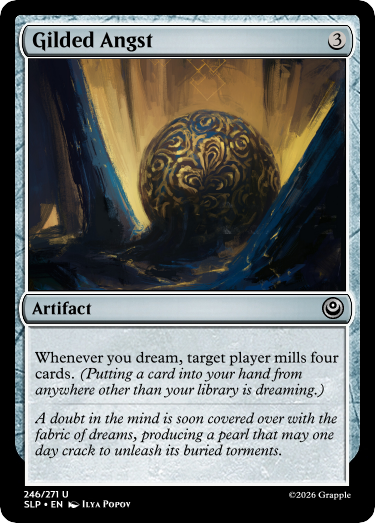 Gilded Angst 3
Artifact
Whenever you dream, target player mills four
cards. (Putting a card into your hand from
anywhere other than your library is dreaming.)
A doubt in the mind is soon covered over with the
fabric of dreams, producing a pearl that may one
day crack to unleash its buried torments.
246/271 U
SLP • EN Ilya Popov
©2026 Grapple